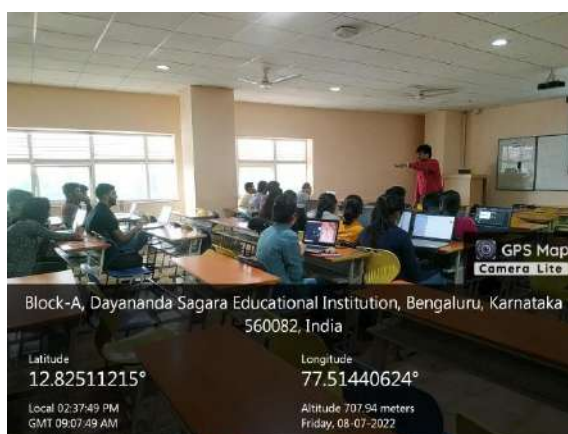 GPS Map
Camera Lite
Block-A, Dayananda Sagara Educational Institution, Bengaluru, Karnataka
560082, India
Latitude
12.82511215°
Longitude
77.51440624°
Local 02:37:49 PM
GMT 09:07:49 AM
Altitude 707.94 meters
Friday, 08-07-2022